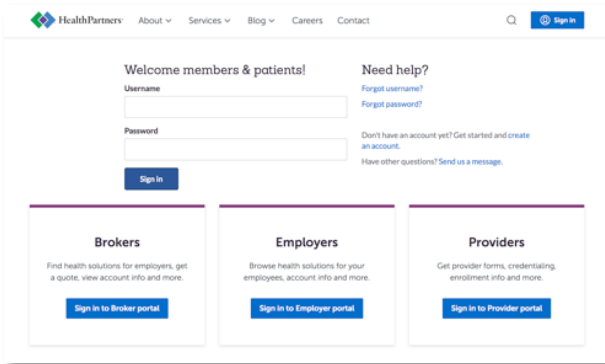 HealthPartners About Services Blog Careers Contact Sign in
Welcome members & patients!
Username
Password
Sign in
Need help?
Forgot username?
Forgot password?
Don't have an account yet? Get started and create
an account.
Have other questions? Send us a message.
Brokers
Find health solutions for employers, get
a quote, view account info and more.
Sign in to Broker portal
Employers
Browse health solutions for your
employees, account info and more.
Sign in to Employer portal
Providers
Get provider forms, credentialing,
enrollment info and more.
Sign in to Provider portal